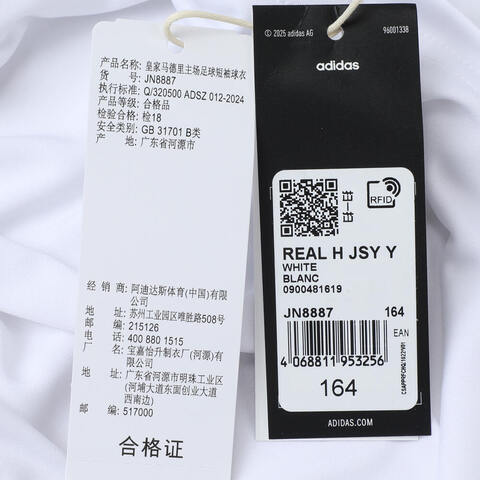 产品名称: 皇家马德里主场足球短袖球衣
货 号: JN8887
执行标准: Q/320500 ADSZ 012-2024
产品等级: 合格品
检验合格: 检18
安全类别: GB 31701 B类
产 地: 广东省河源市
经 销 商: 阿迪达斯体育(中国)有限公司
地 址: 苏州工业园区唯胜路508号
邮 编: 215126
电 话: 400 880 1515
厂 名: 宝嘉怡升制衣厂(河源)有限公司
地 址: 广东省河源市明珠工业区
(河埔大道东面创业大道
西南边)
邮 编: 517000
合格证
© 2025 adidas AG
96001338
adidas
RFID
REAL H JSY Y
WHITE
BLANC
0900481619
JN8887 164
EAN
4 068811 953256
164
ADIDAS.COM